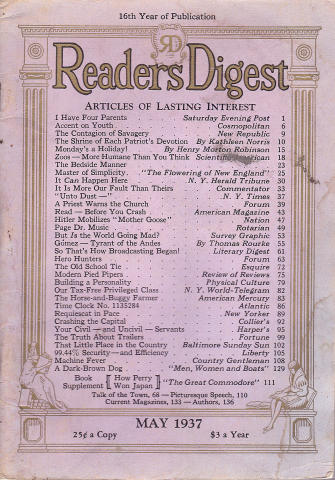 16th Year of Publication
RD
Readers Digest
ARTICLES OF LASTING INTEREST
I Have Four Parents . . . . Saturday Evening Post 1
Accent on Youth . . . . Cosmopolitan 6
The Contagion of Savagery . . . . New Republic 9
The Shrine of Each Patriot's Devotion By Kathleen Norris 10
Monday's a Holiday! . . By Henry Morton Robinson 15
Zoos—More Humane Than You Think Scientific American 18
The Bedside Manner . . . . 23
Master of Simplicity . "The Flowering of New England" 25
It Can Happen Here . . . . N. Y. Herald Tribune 30
It Is More Our Fault Than Theirs . . Commentator 33
"Unto Dust—" . . . . N. Y. Times 37
A Priest Warns the Church . . . . Forum 39
Read — Before You Crash . . American Magazine 43
Hitler Mobilizes "Mother Goose" . . . Nation 47
Page Dr. Music . . . . Rotarian 49
But Is the World Going Mad? . . Survey Graphic 53
Gómez—Tyrant of the Andes . By Thomas Rourke 55
So That's How Broadcasting Began! . Literary Digest 61
Hero Hunters . . . . Forum 63
The Old School Tie . . . . Esquire 72
Modern Pied Pipers . . . Review of Reviews 75
Building a Personality . . . Physical Culture 79
Our Tax-Free Privileged Class . N. Y. World-Telegram 82
The Horse-and-Buggy Farmer . American Mercury 83
Time Clock No. 1135284 . . . . Atlantic 86
Requiescat in Pace . . . . New Yorker 89
Crashing the Capital . . . . Collier's 92
Your Civil — and Uncivil — Servants . . Harper's 95
The Truth About Trailers . . . . Fortune 99
That Little Place in the Country . Baltimore Sunday Sun 102
99.44% Security—and Efficiency . . . Liberty 105
Machine Fever . . . Country Gentleman 108
A Dark-Brown Dog . . "Men, Women and Boats" 129
Book Supplement [ How Perry Won Japan ] "The Great Commodore" 111
Talk of the Town, 68 — Picturesque Speech, 110
Current Magazines, 133 — Authors, 136
MAY 1937
25¢ a Copy $3 a Year